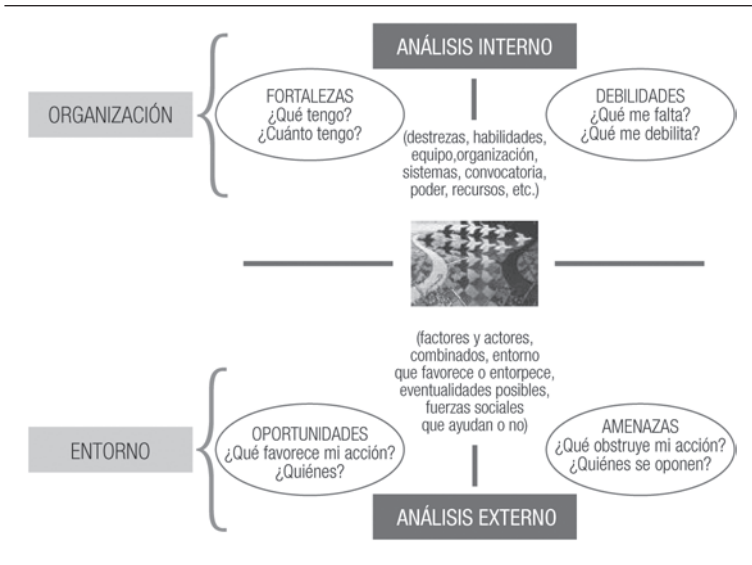 ANÁLISIS INTERNO
ORGANIZACIÓN
FORTALEZAS
¿Qué tengo?
¿Cuánto tengo?
DEBILIDADES
¿Qué me falta?
¿Qué me debilita?
(destrezas, habilidades,
equipo,organización,
sistemas, convocatoria,
poder, recursos, etc.)
(factores y actores,
combinados, entorno
que favorece o entorpece,
eventualidades posibles,
fuerzas sociales
que ayudan o no)
ENTORNO
OPORTUNIDADES
¿Qué favorece mi acción?
¿Quiénes?
AMENAZAS
¿Qué obstruye mi acción?
¿Quiénes se oponen?
ANÁLISIS EXTERNO